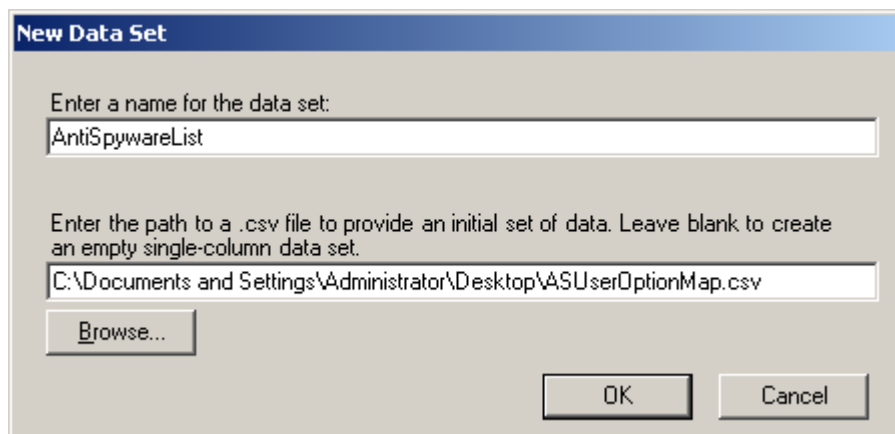 New Data Set
Enter a name for the data set:
AntiSpywareList
Enter the path to a .csv file to provide an initial set of data. Leave blank to create
an empty single-column data set.
C:\Documents and Settings\Administrator\Desktop\ASUserOptionMap.csv
Browse...
OK
Cancel